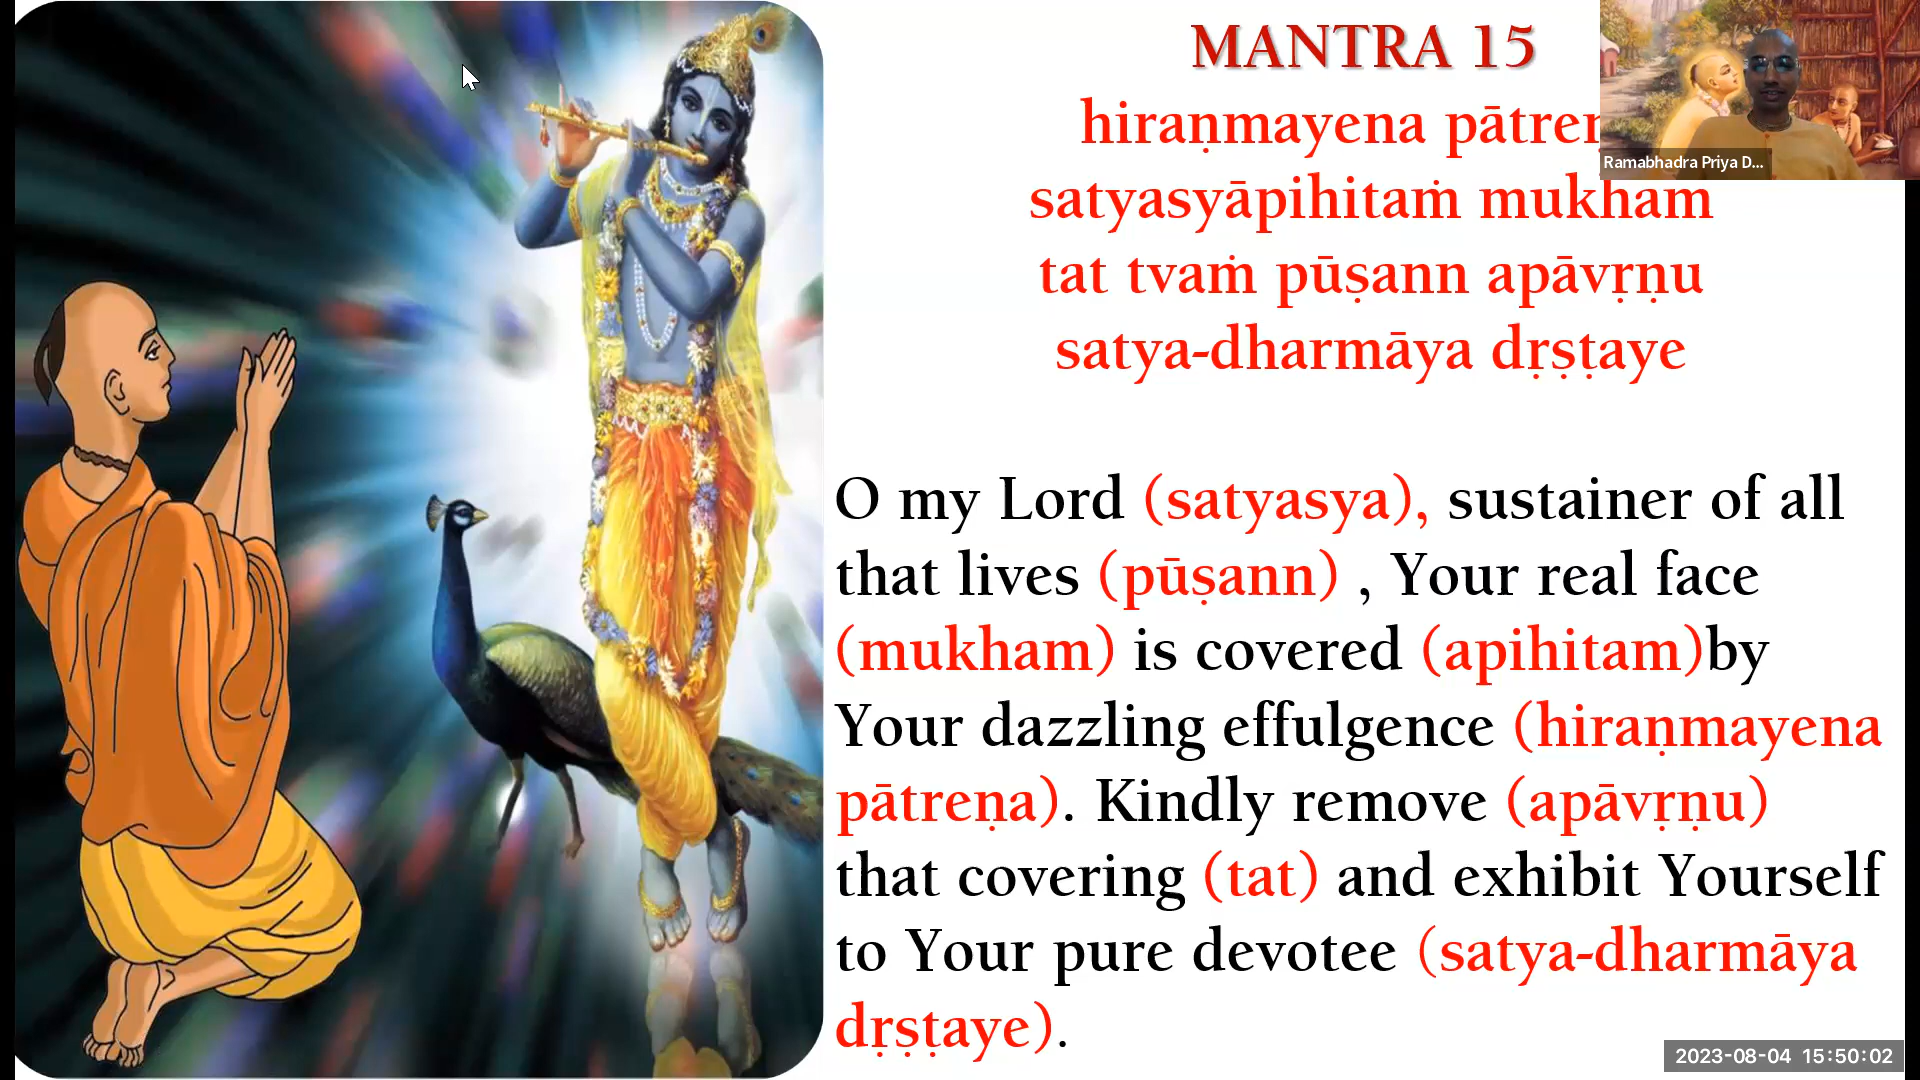 MANTRA 15
hiraṇmayena
satyasyāpihitaṁ mukham
tat tvaṁ pūṣann apāvṛṇu
satya-dharmāya dṛṣṭaye
Ramabhadra Priya D...
O my Lord (satyasya), sustainer of all
that lives (pūṣann) , Your real face
(mukham) is covered (apihitam)by
Your dazzling effulgence (hiraṇmayena
pātreṇa). Kindly remove (apāvṛṇu)
that covering (tat) and exhibit Yourself
to Your pure devotee (satya-dharmāya
dṛṣṭaye).
2023-08-04 15:50:02